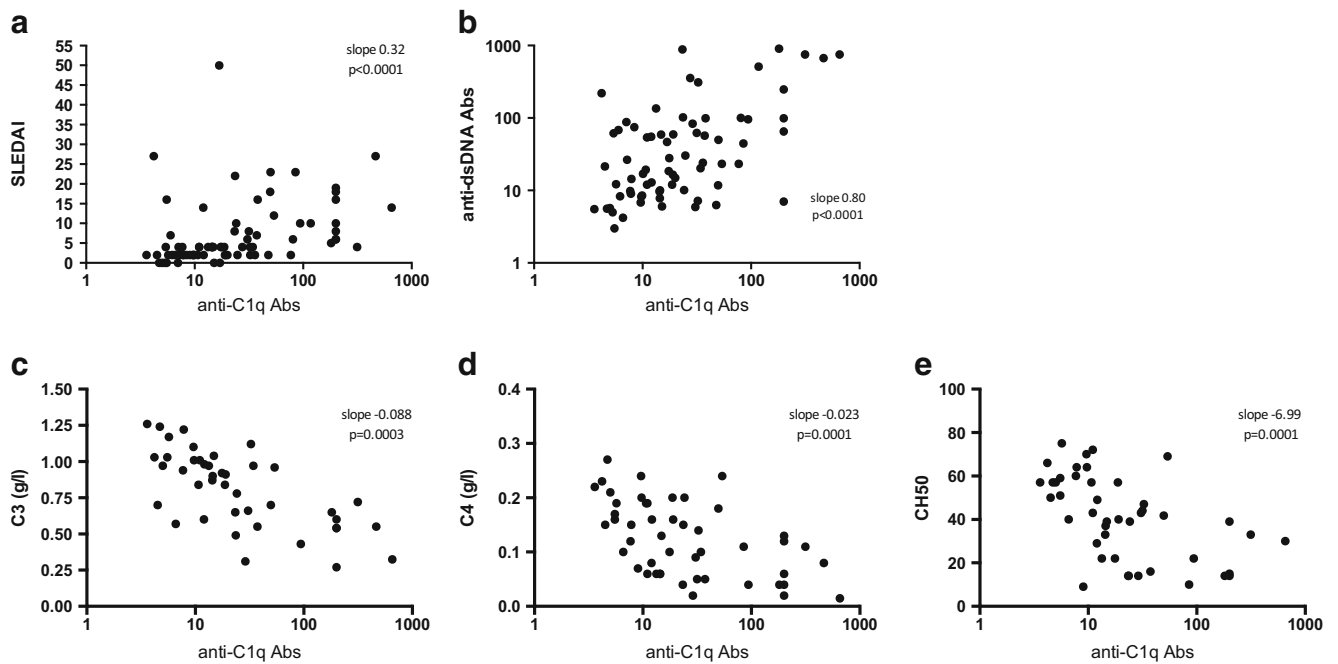 a
SLEDAI
55
50
45
40
35
30
25
20
15
10
5
0
slope 0.32
p<0.0001
1 10 100 1000
anti-C1q Abs
b
anti-dsDNA Abs
1000
100
10
1
slope 0.80
p<0.0001
1 10 100 1000
anti-C1q Abs
c
C3 (g/l)
1.50
1.25
1.00
0.75
0.50
0.25
0.00
slope -0.088
p=0.0003
1 10 100 1000
anti-C1q Abs
d
C4 (g/l)
0.4
0.3
0.2
0.1
0.0
slope -0.023
p=0.0001
1 10 100 1000
anti-C1q Abs
e
CH50
100
80
60
40
20
0
slope -6.99
p=0.0001
1 10 100 1000
anti-C1q Abs